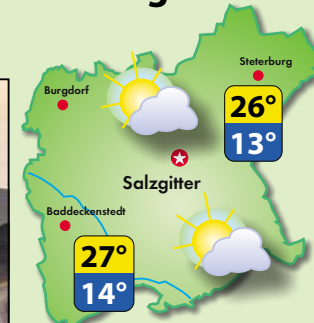 g
Steterburg
Burgdorf
26°
13°
Salzgitter
Baddeckenstedt
27°
14°